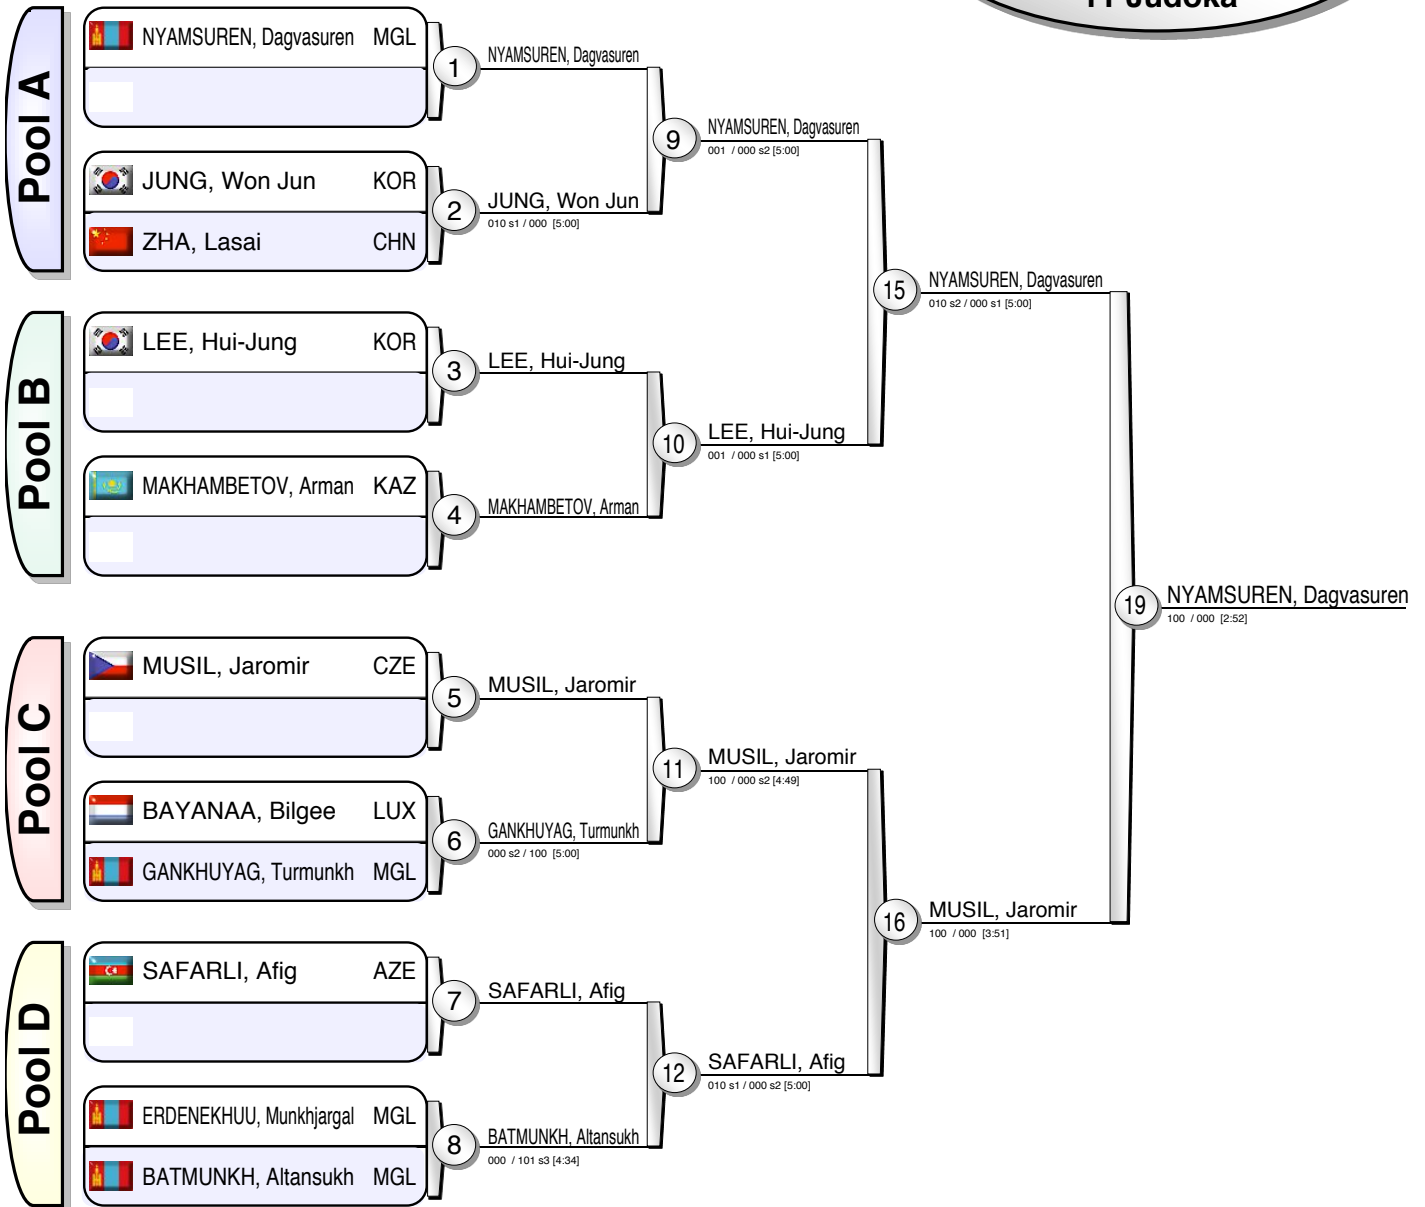 11 Judoka
Pool A
NYAMSUREN, Dagvasuren MGL
1
NYAMSUREN, Dagvasuren
JUNG, Won Jun KOR
ZHA, Lasai CHN
2
JUNG, Won Jun
010 s1 / 000 [5:00]
9
NYAMSUREN, Dagvasuren
001 / 000 s2 [5:00]
Pool B
LEE, Hui-Jung KOR
3
LEE, Hui-Jung
MAKHAMBETOV, Arman KAZ
4
MAKHAMBETOV, Arman
10
LEE, Hui-Jung
001 / 000 s1 [5:00]
15
NYAMSUREN, Dagvasuren
010 s2 / 000 s1 [5:00]
Pool C
MUSIL, Jaromir CZE
5
MUSIL, Jaromir
BAYANAA, Bilgee LUX
GANKHUYAG, Turmunkh MGL
6
GANKHUYAG, Turmunkh
000 s2 / 100 [5:00]
11
MUSIL, Jaromir
100 / 000 s2 [4:49]
Pool D
SAFARLI, Afig AZE
7
SAFARLI, Afig
ERDENEKHUU, Munkhjargal MGL
BATMUNKH, Altansukh MGL
8
BATMUNKH, Altansukh
000 / 101 s3 [4:34]
12
SAFARLI, Afig
010 s1 / 000 s2 [5:00]
16
MUSIL, Jaromir
100 / 000 [3:51]
19
NYAMSUREN, Dagvasuren
100 / 000 [2:52]